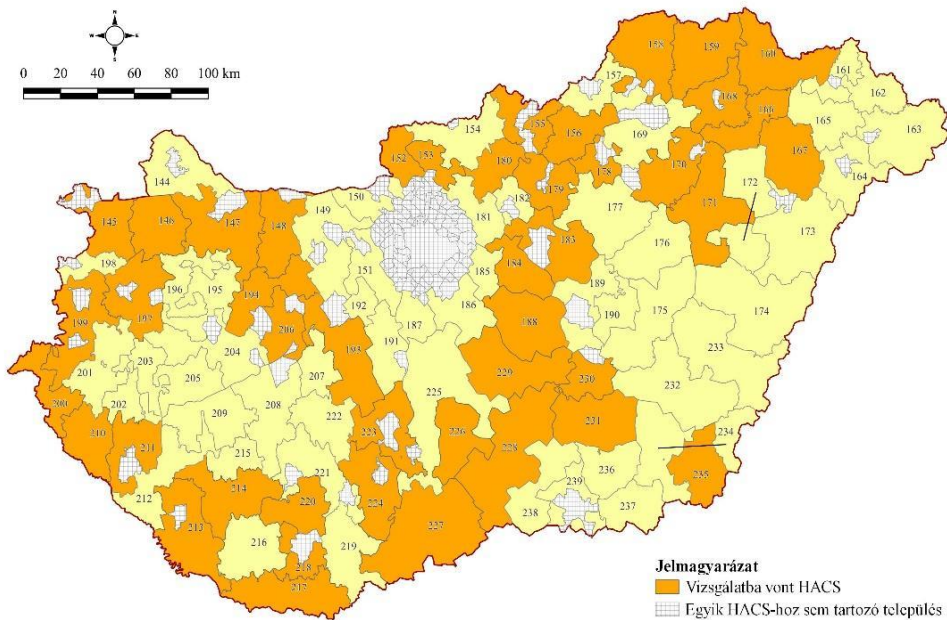 N
W E
S
0 20 40 60 80 100 km
158 159 160
157 161
162
168
155 154 156 169 166 165 163
152 153 180 170 167
178 164
144 179 172
182 171
150 181 177 173
145 146 147 148 149
176
183
198 151 184
196 195 185 189 174
194 192 186 190 175
199 197
206 187 188
204 193 191 233
203 229
201 205 207 230 232
208 225
202 222
200 209 223 226 231 234
210
211 215 228
221 236 235
214 239
212 220 224
213 238 237
216 219 227
218
217
Jelmagyarázat
Vizsgálatba vont HACS
Egyik HACS-hoz sem tartozó település